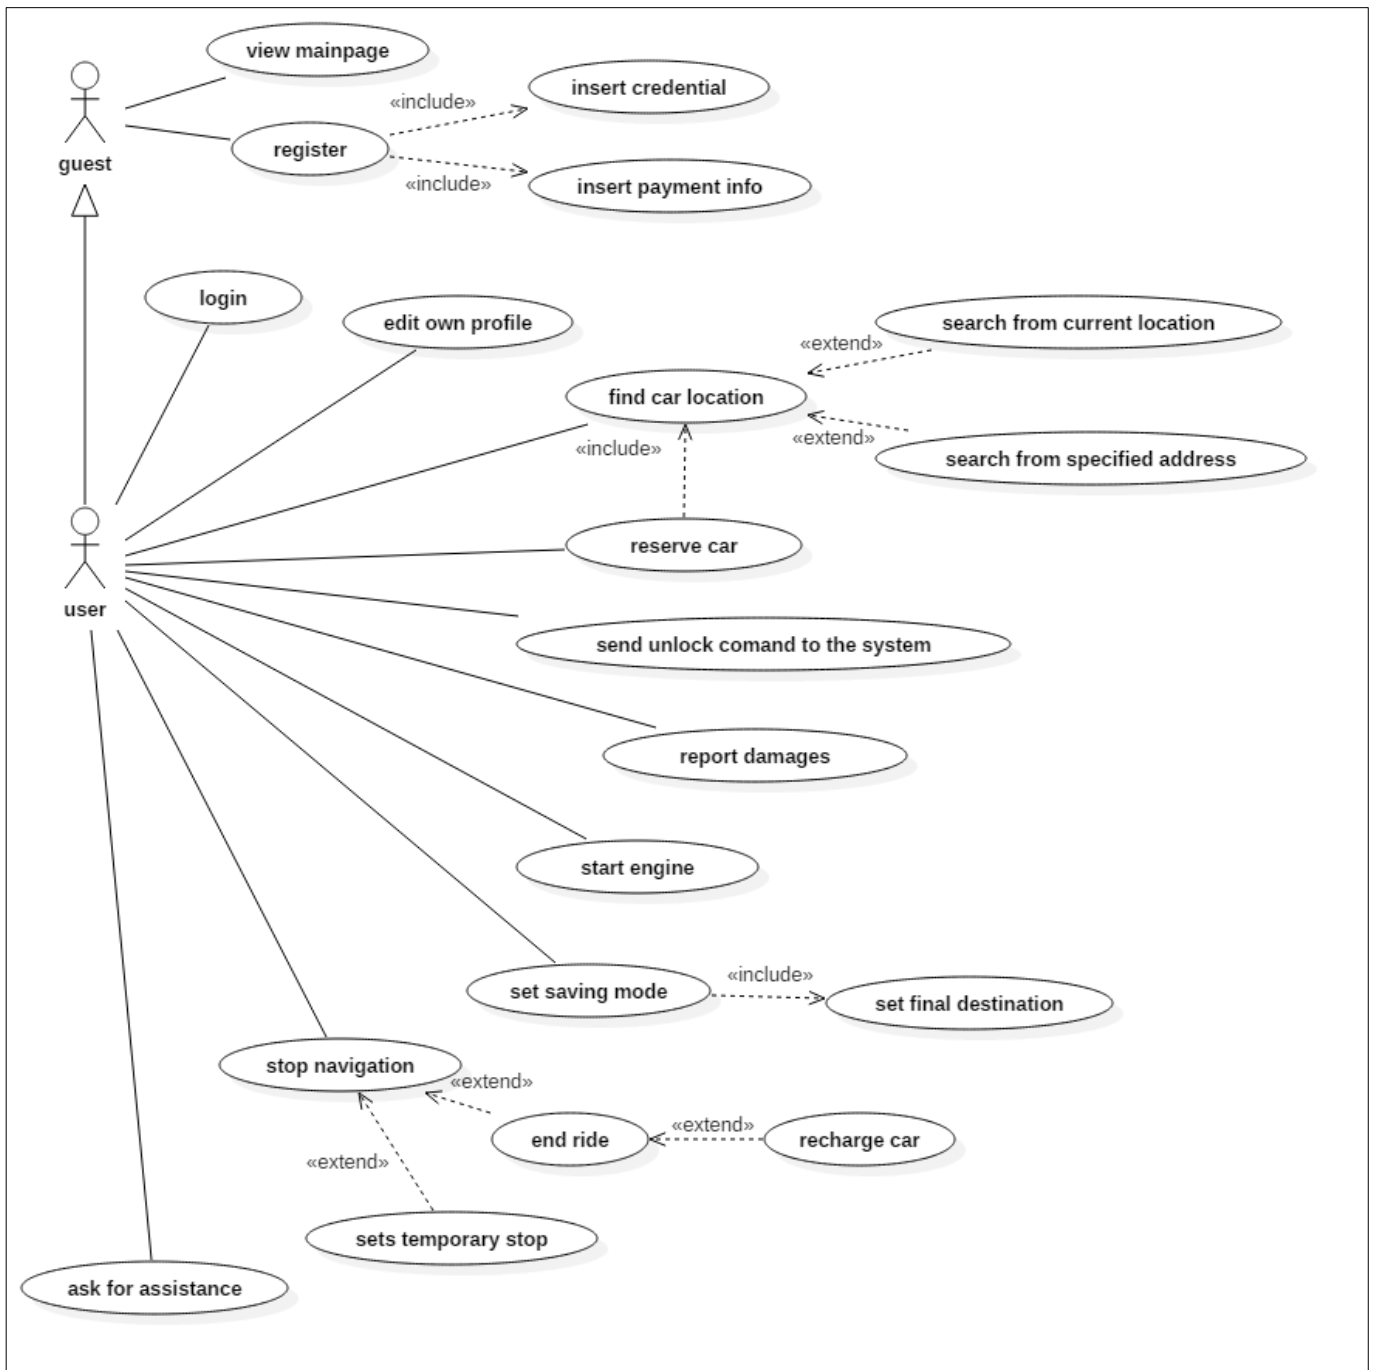 view mainpage
insert credential
«include»
register
guest
«include»
insert payment info
login
edit own profile
search from current location
«extend»
find car location
«extend»
«include»
search from specified address
reserve car
user
send unlock comand to the system
report damages
start engine
«include»
set saving mode
set final destination
stop navigation
«extend»
«extend»
end ride
recharge car
«extend»
sets temporary stop
ask for assistance